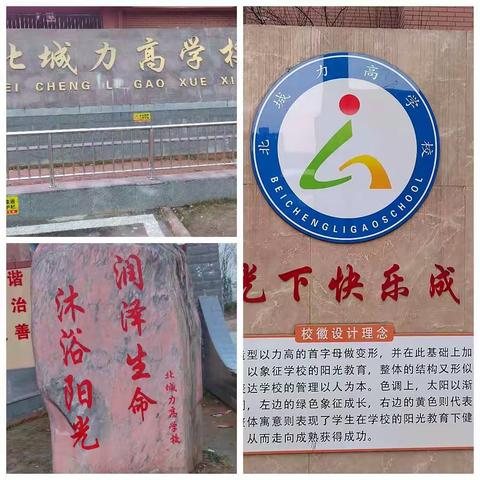 北城力高学校
EI CHENG LI GAO XUE XI
润泽生命
沐浴阳光
北城力高学校
谐治善
北城力高学校
BEICHENGLIGAOSCHOOL
光下快乐成
校徽设计理念
型以力高的首字母做变形，并在此基础上加
以象征学校的阳光教育，整体的结构又形似
达学校的管理以人为本。色调上，太阳以渐
，左边的绿色象征成长，右边的黄色则代表
体寓意则表现了学生在学校的阳光教育下健
从而走向成熟获得成功。